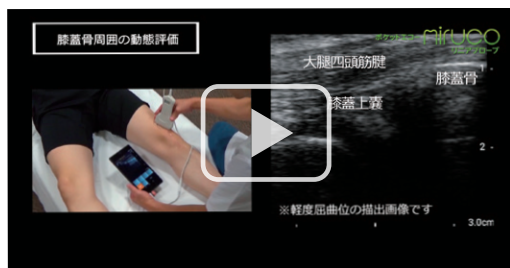 膝蓋骨周囲の動態評価
miruco
大腿四頭筋腱
膝蓋骨
膝蓋上嚢
1
2
※軽度屈曲位の描出画像です
3.0cm